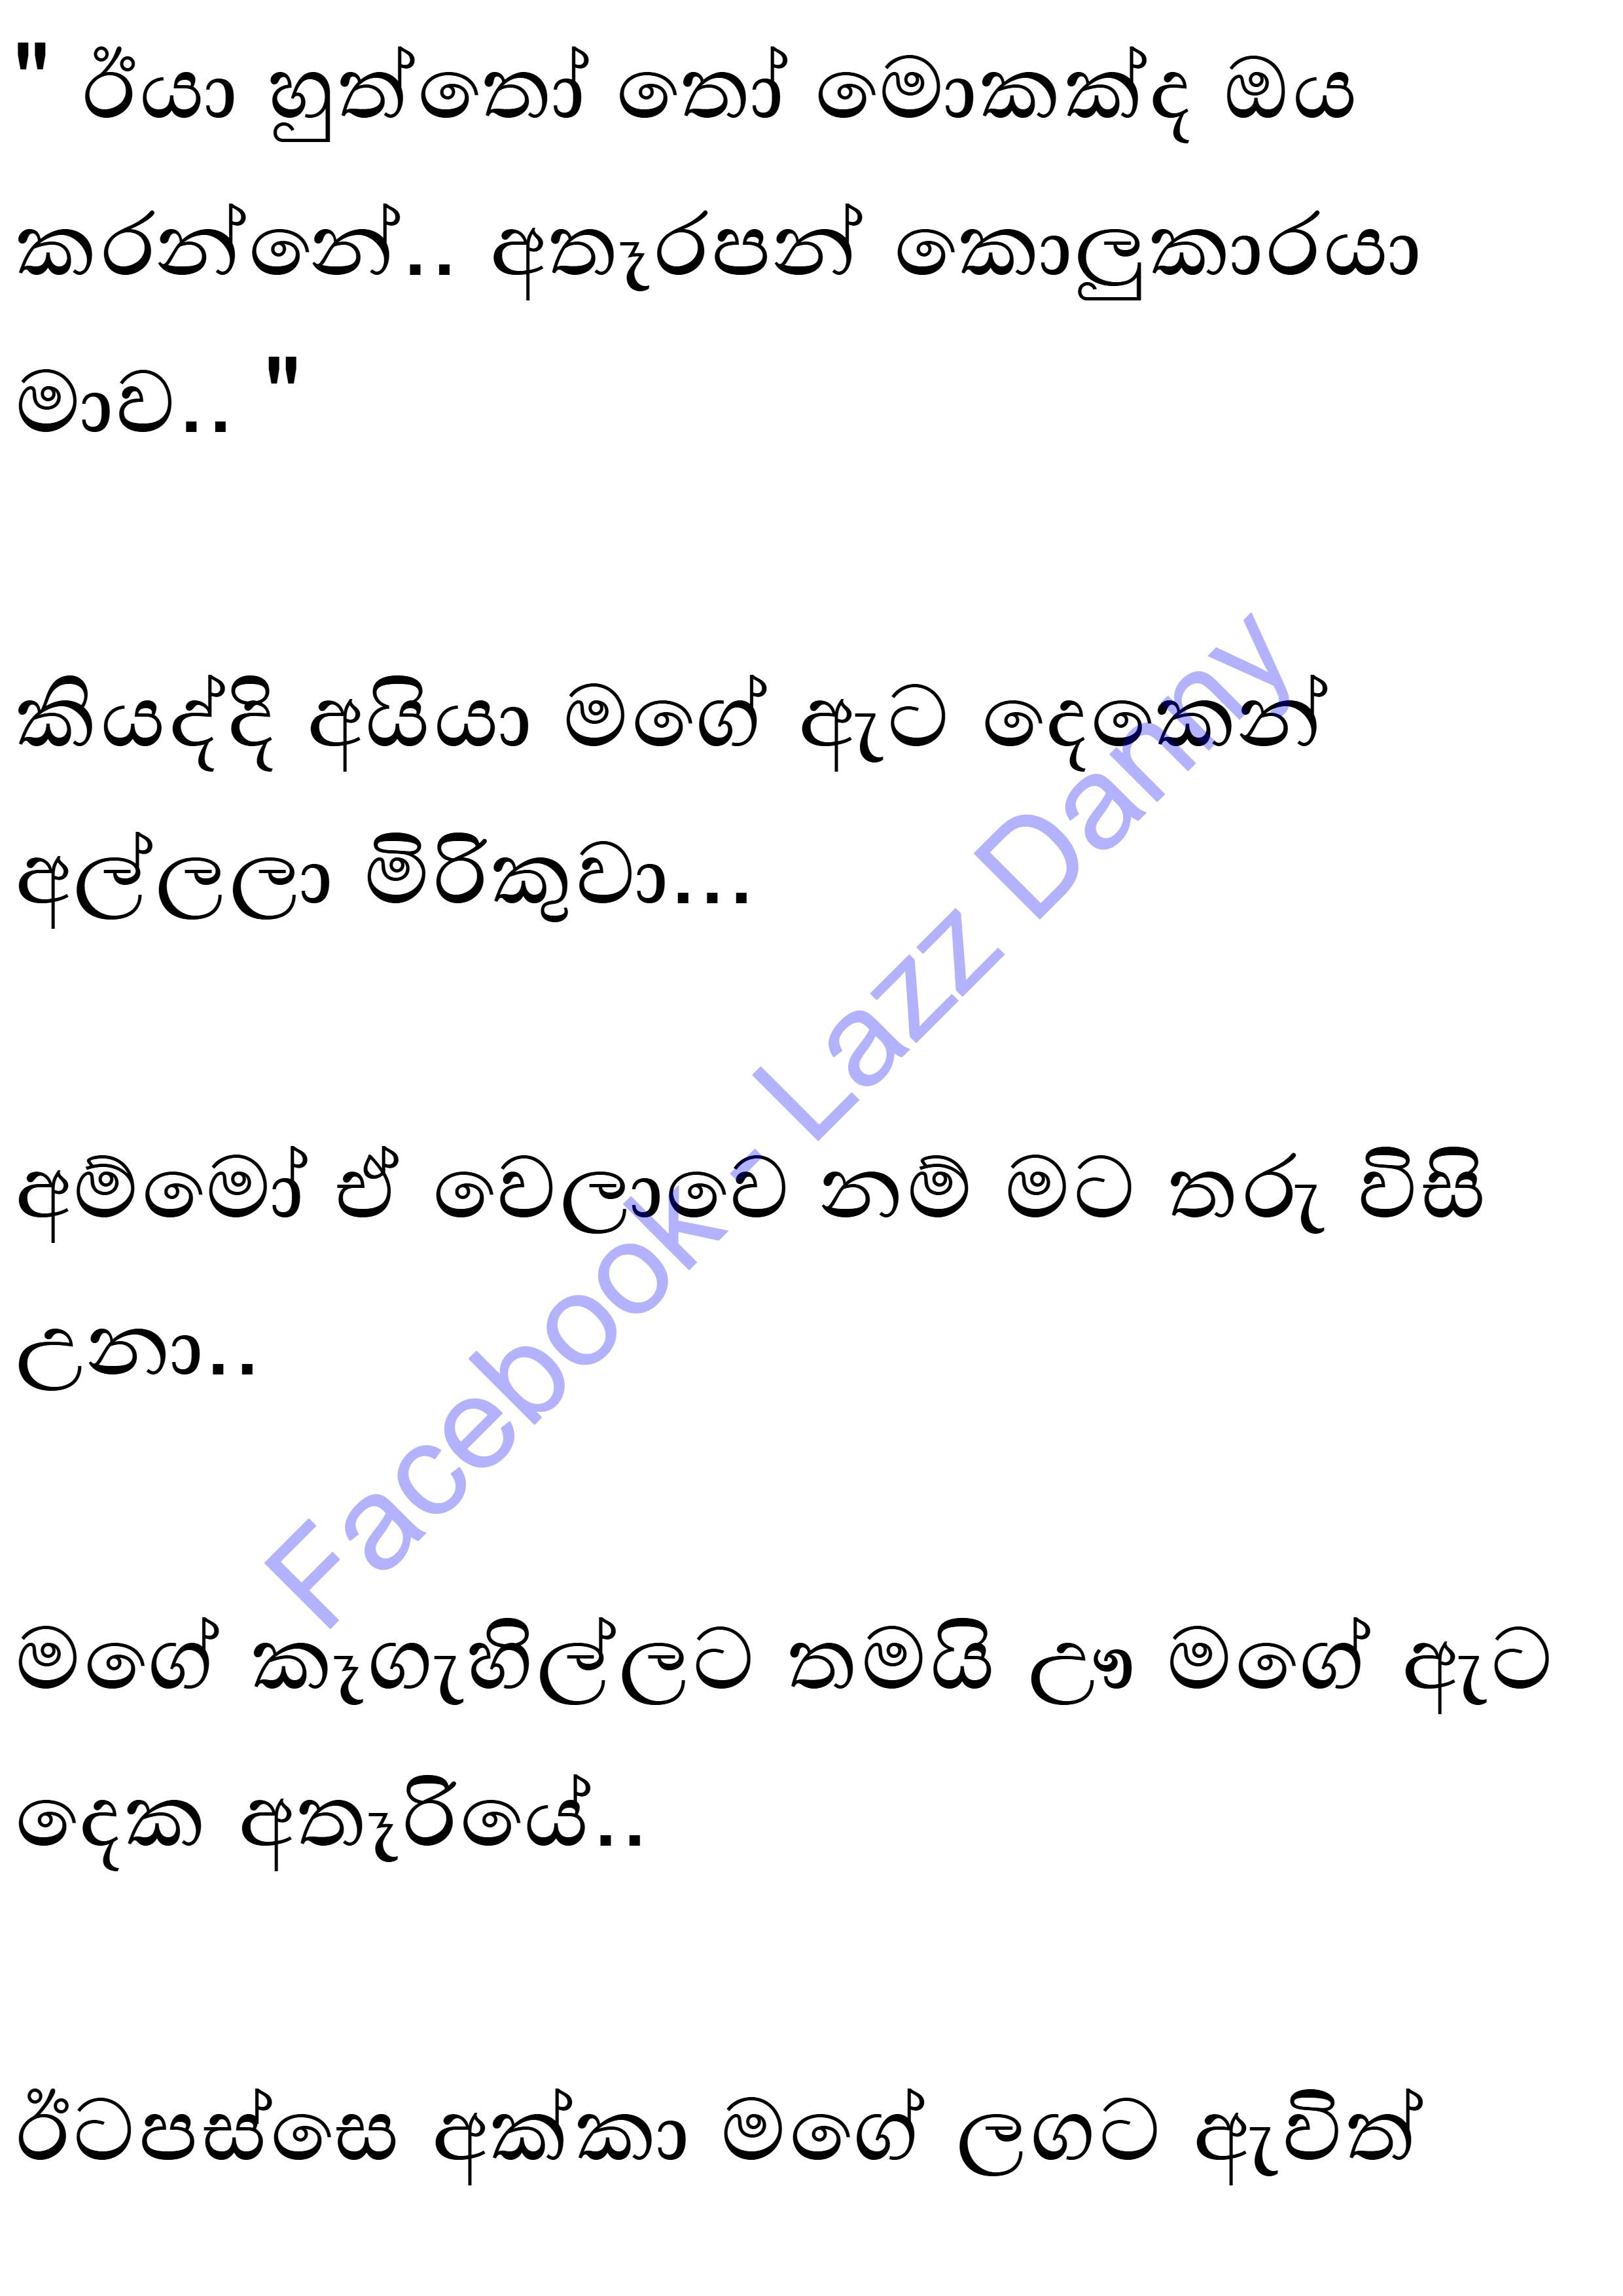 " ඊයා හුත්තෝ තෝ මොකක්ද ඔය
කරන්නේ.. අතෑරපන් කොලුකාරයා
මාව.. "
කියද්දි අයියා මගේ ඇට දෙකෙන්
අල්ලලා මිරිකුවා...
අම්මෝ ඒ වෙලාවෙ නම් මට තරු විසි
උනා..
මගේ කෑගැහිල්ලට තමයි ඌ මගේ ඇට
දෙක අතෑරියේ..
ඊටපස්සෙ අක්කා මගේ ලගට ඇවිත්
Facebook- Lazz Danny